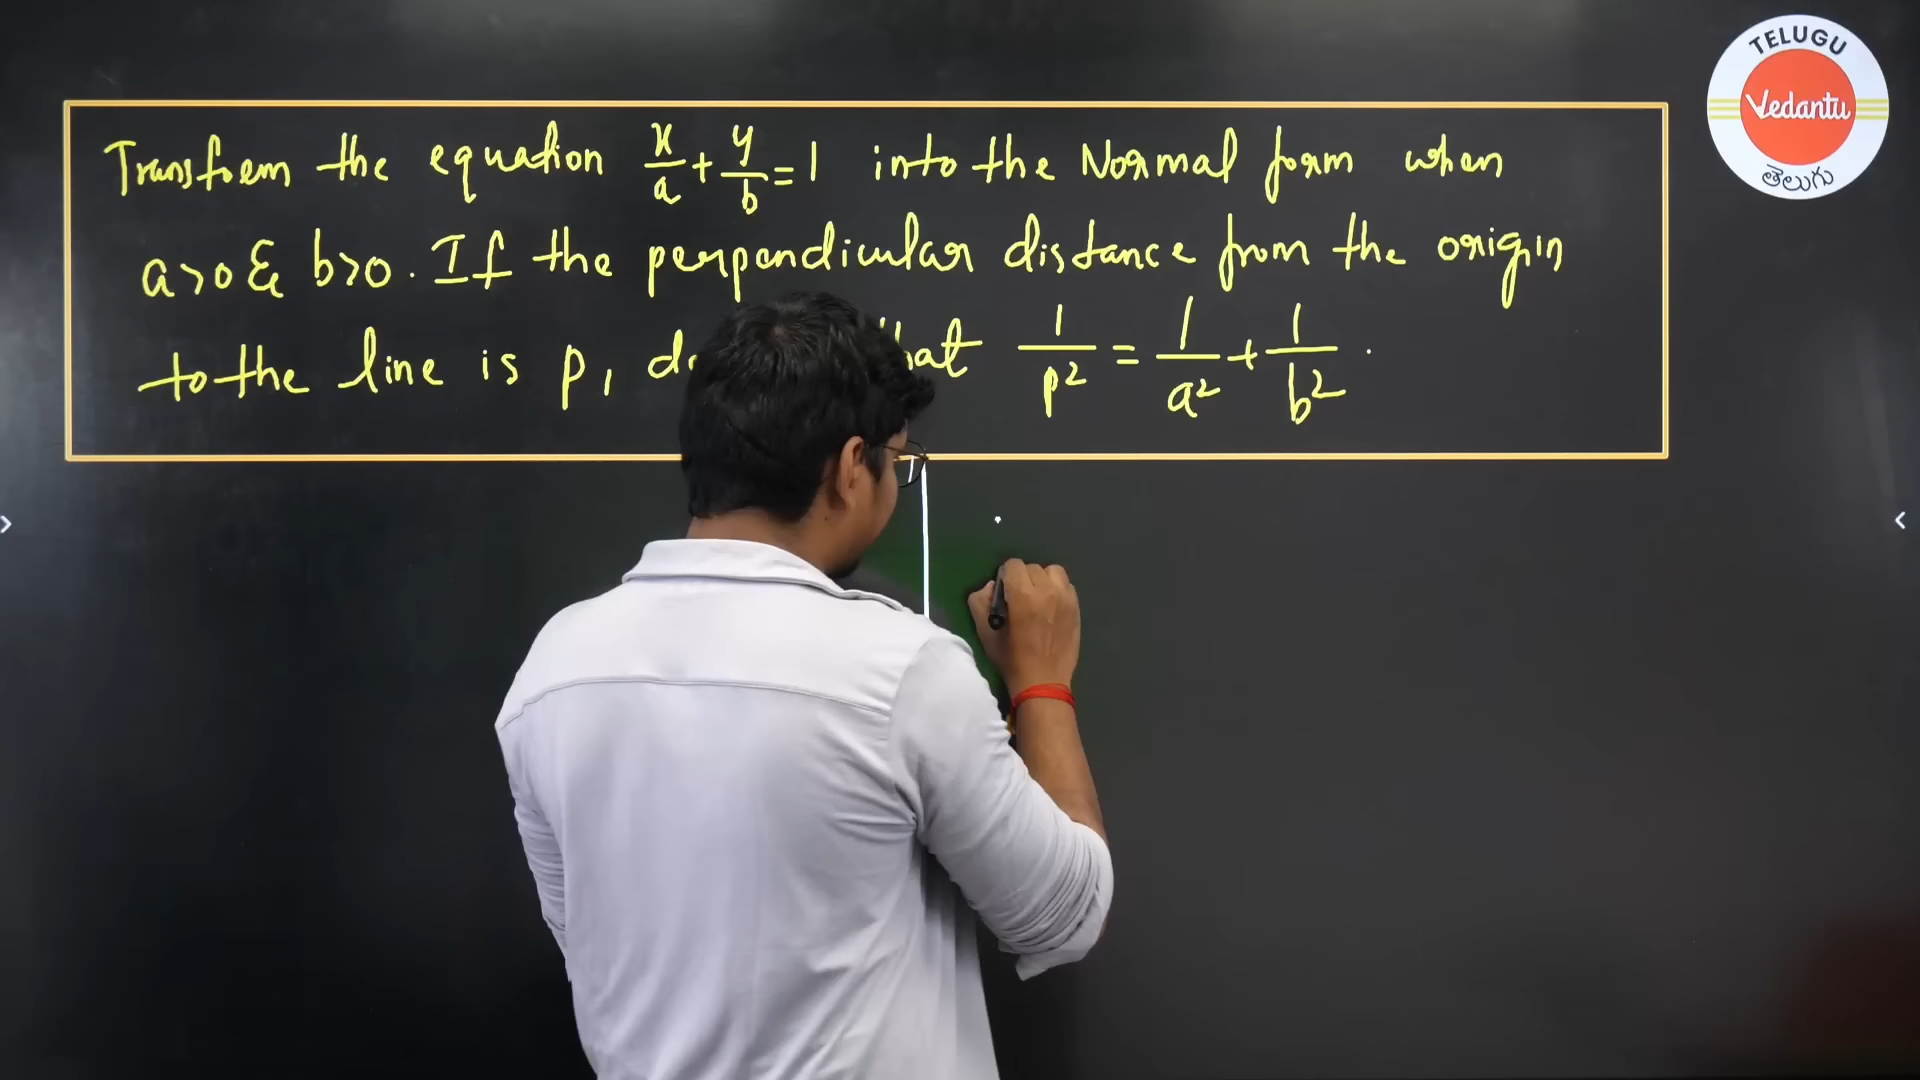 Transform the equation x/a + y/b = 1 into the Normal form when
a>0 & b>0. If the perpendicular distance from the origin
to the line is p, 1/p² = 1/a² + 1/b².
TELUGU
Vedantu
తెలుగు